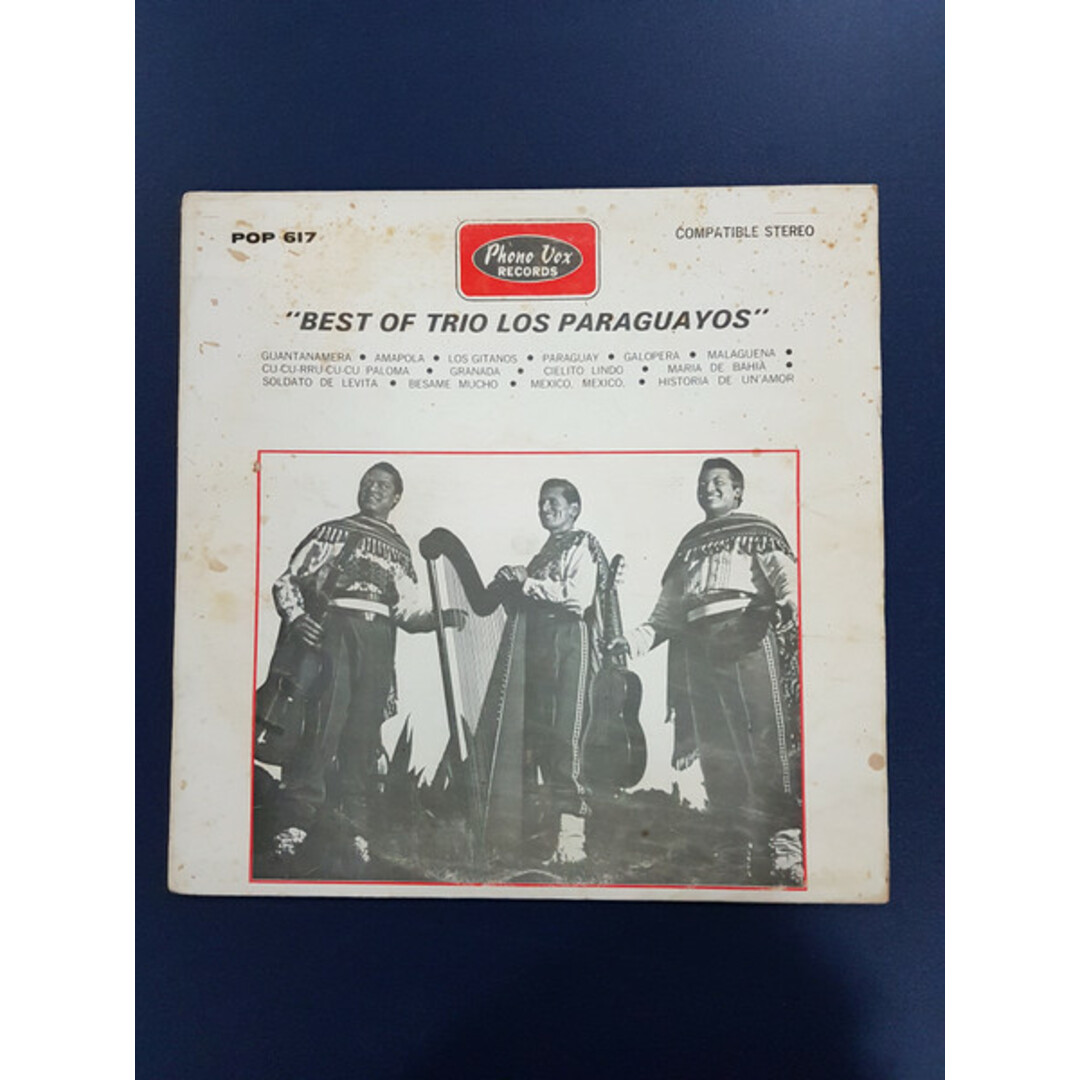 POP 617
Phono Vox
RECORDS
COMPATIBLE STEREO
"BEST OF TRIO LOS PARAGUAYOS"
GUANTANAMERA • AMAPOLA • LOS GITANOS • PARAGUAY • GALOPERA • MALAGUENA •
CU-CU-RRU-CU-CU PALOMA • GRANADA • CIELITO LINDO • MARIA DE BAHIÀ •
SOLDATO DE LEVITA • BESAME MUCHO • MEXICO, MEXICO, • HISTORIA DE UN'AMOR